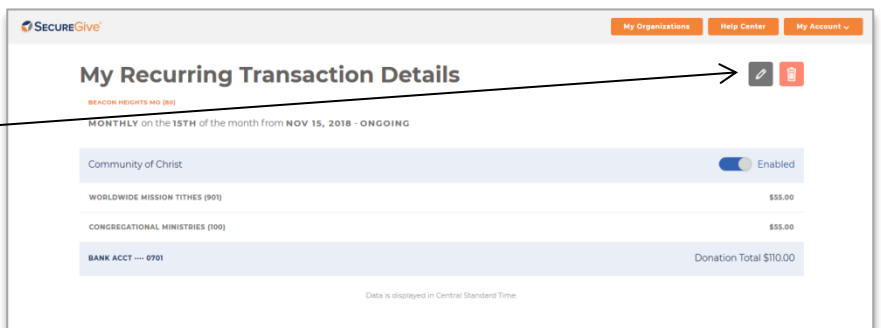 SECUREGive
My Organizations Help Center My Account
My Recurring Transaction Details
BEACON HEIGHTS MO (80)
MONTHLY on the 15TH of the month from NOV 15, 2018 - ONGOING
Community of Christ Enabled
WORLDWIDE MISSION TITHES (901) $55.00
CONGREGATIONAL MINISTRIES (100) $55.00
BANK ACCT ···· 0701 Donation Total $110.00
Data is displayed in Central Standard Time.